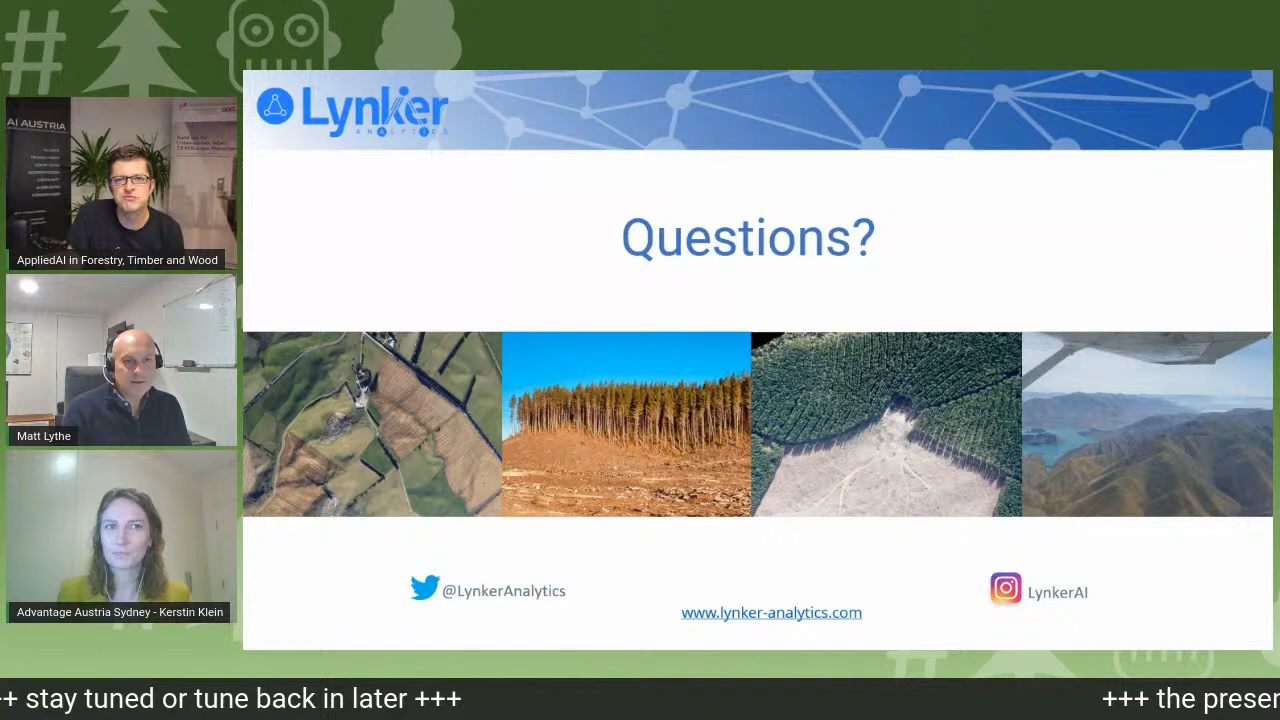 #
AI AUSTRIA
AppliedAI in Forestry, Timber and Wood
Matt Lythe
Advantage Austria Sydney - Kerstin Klein
Lynker
ANALYTICS
Questions?
@LynkerAnalytics
www.lynker-analytics.com
LynkerAI
+ stay tuned or tune back in later +++
+++ the preser